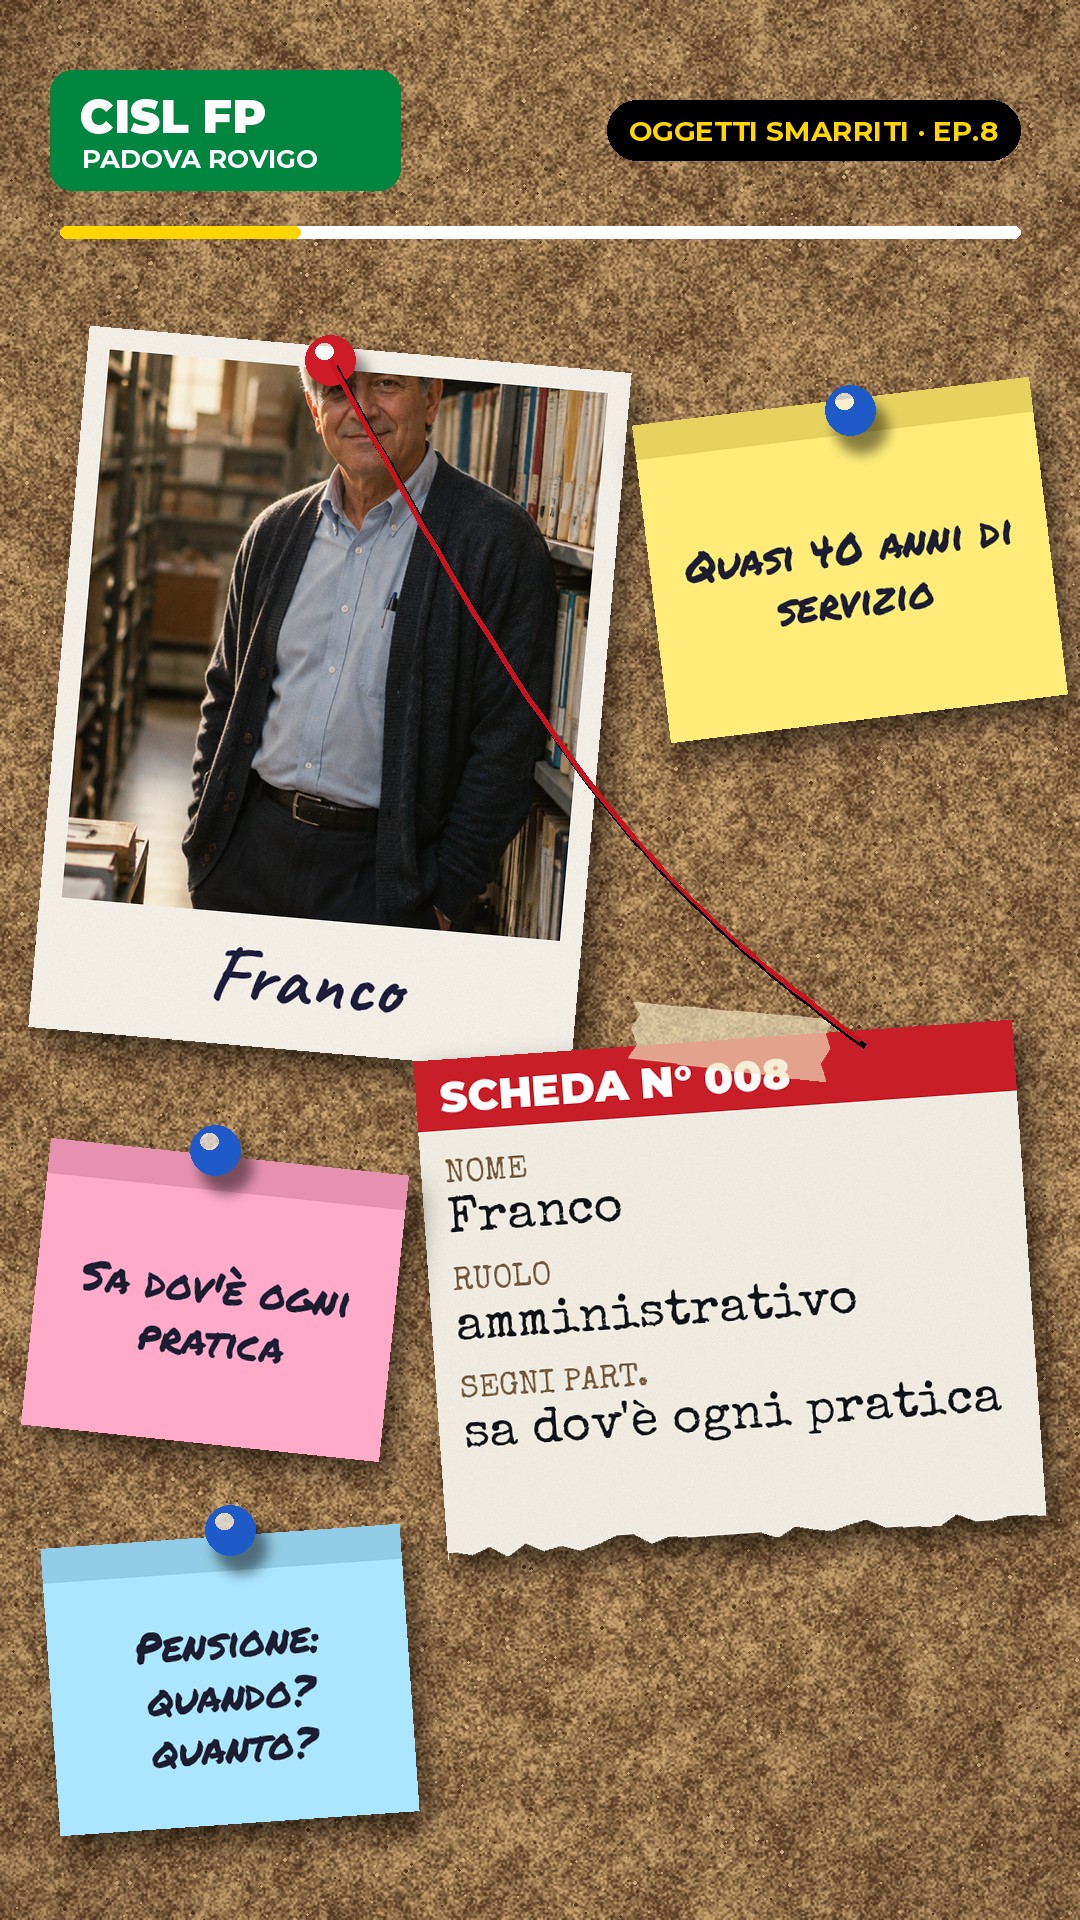 CISL FP
PADOVA ROVIGO
OGGETTI SMARRITI · EP.8
Franco
QUASI 40 ANNI DI
SERVIZIO
SCHEDA N° 008
NOME
Franco
RUOLO
amministrativo
SEGNI PART.
sa dov'è ogni pratica
SA DOV'È OGNI
PRATICA
PENSIONE:
QUANDO?
QUANTO?